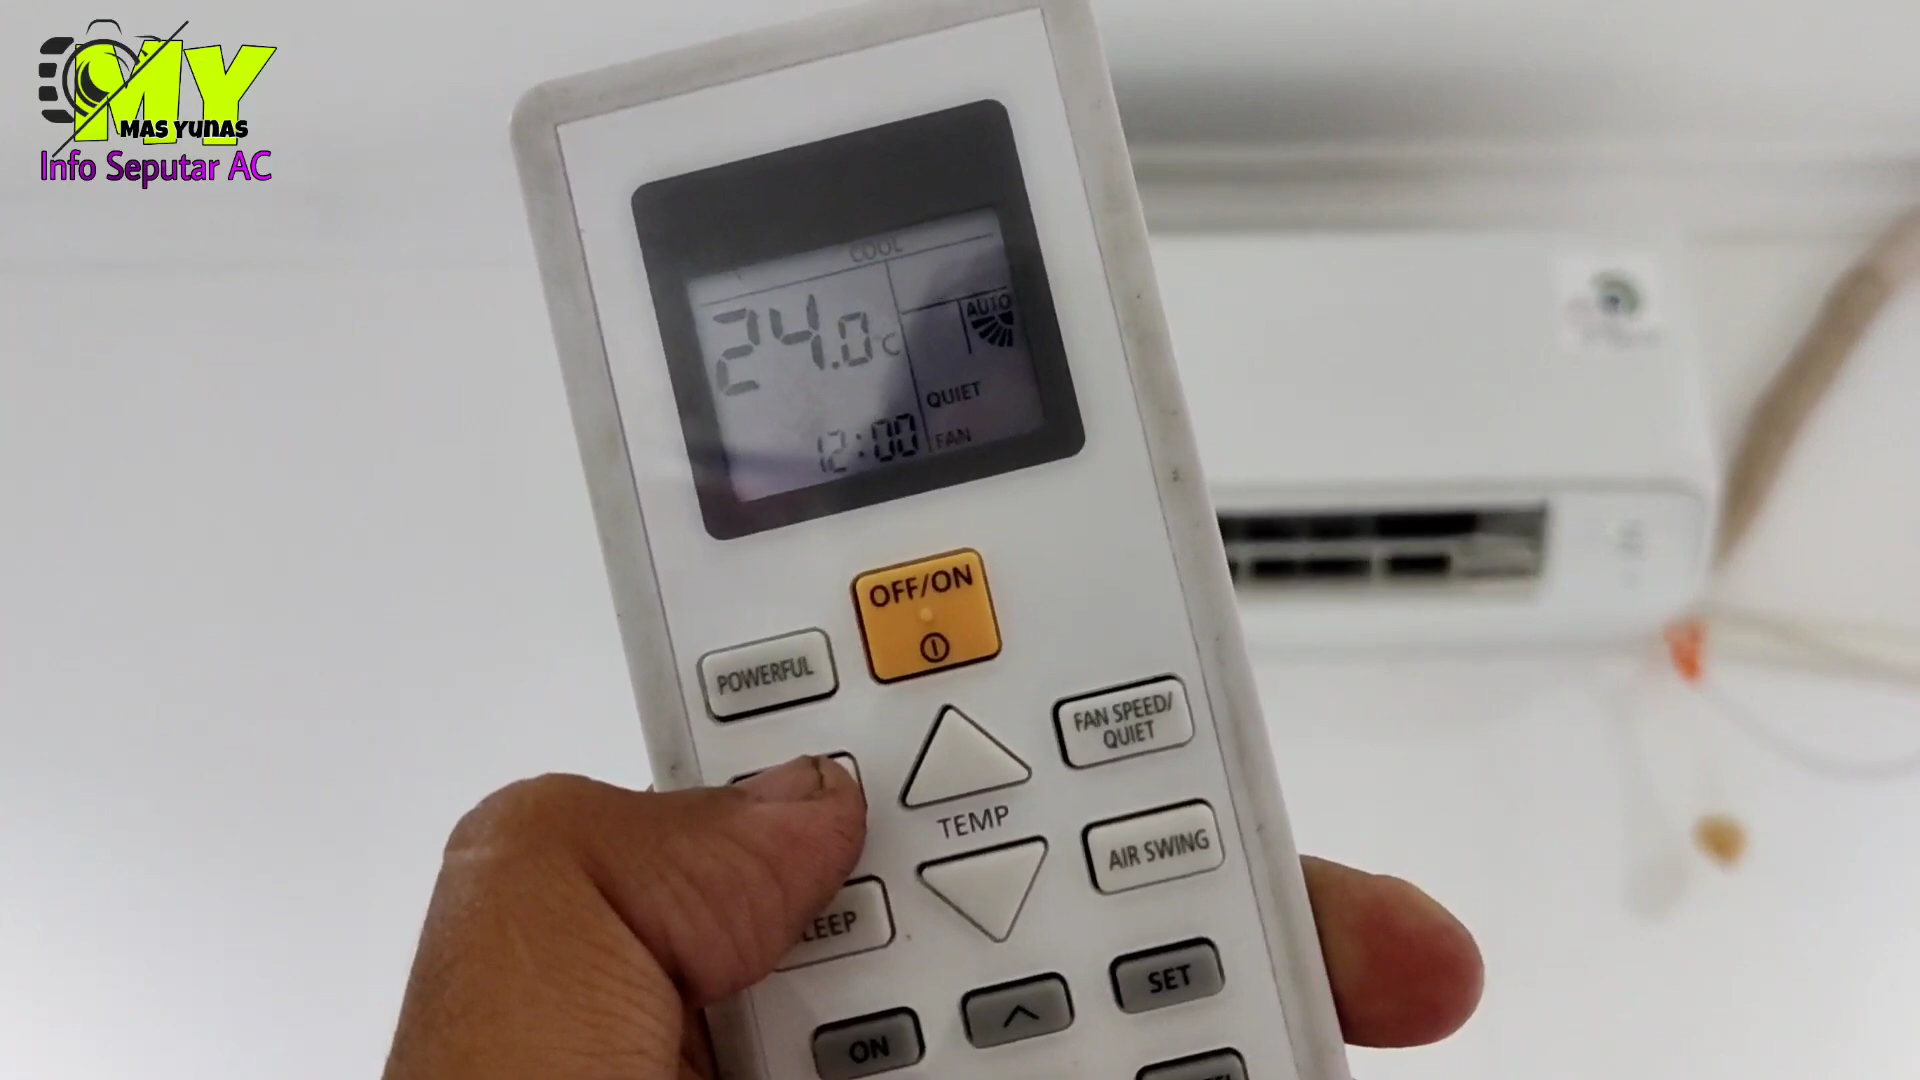 MY
MAS YUNAS
Info Seputar AC
COOL
24.0°C
AUTO
QUIET
12:00
FAN
OFF/ON
POWERFUL
FAN SPEED/
QUIET
TEMP
AIR SWING
LEEP
SET
ON